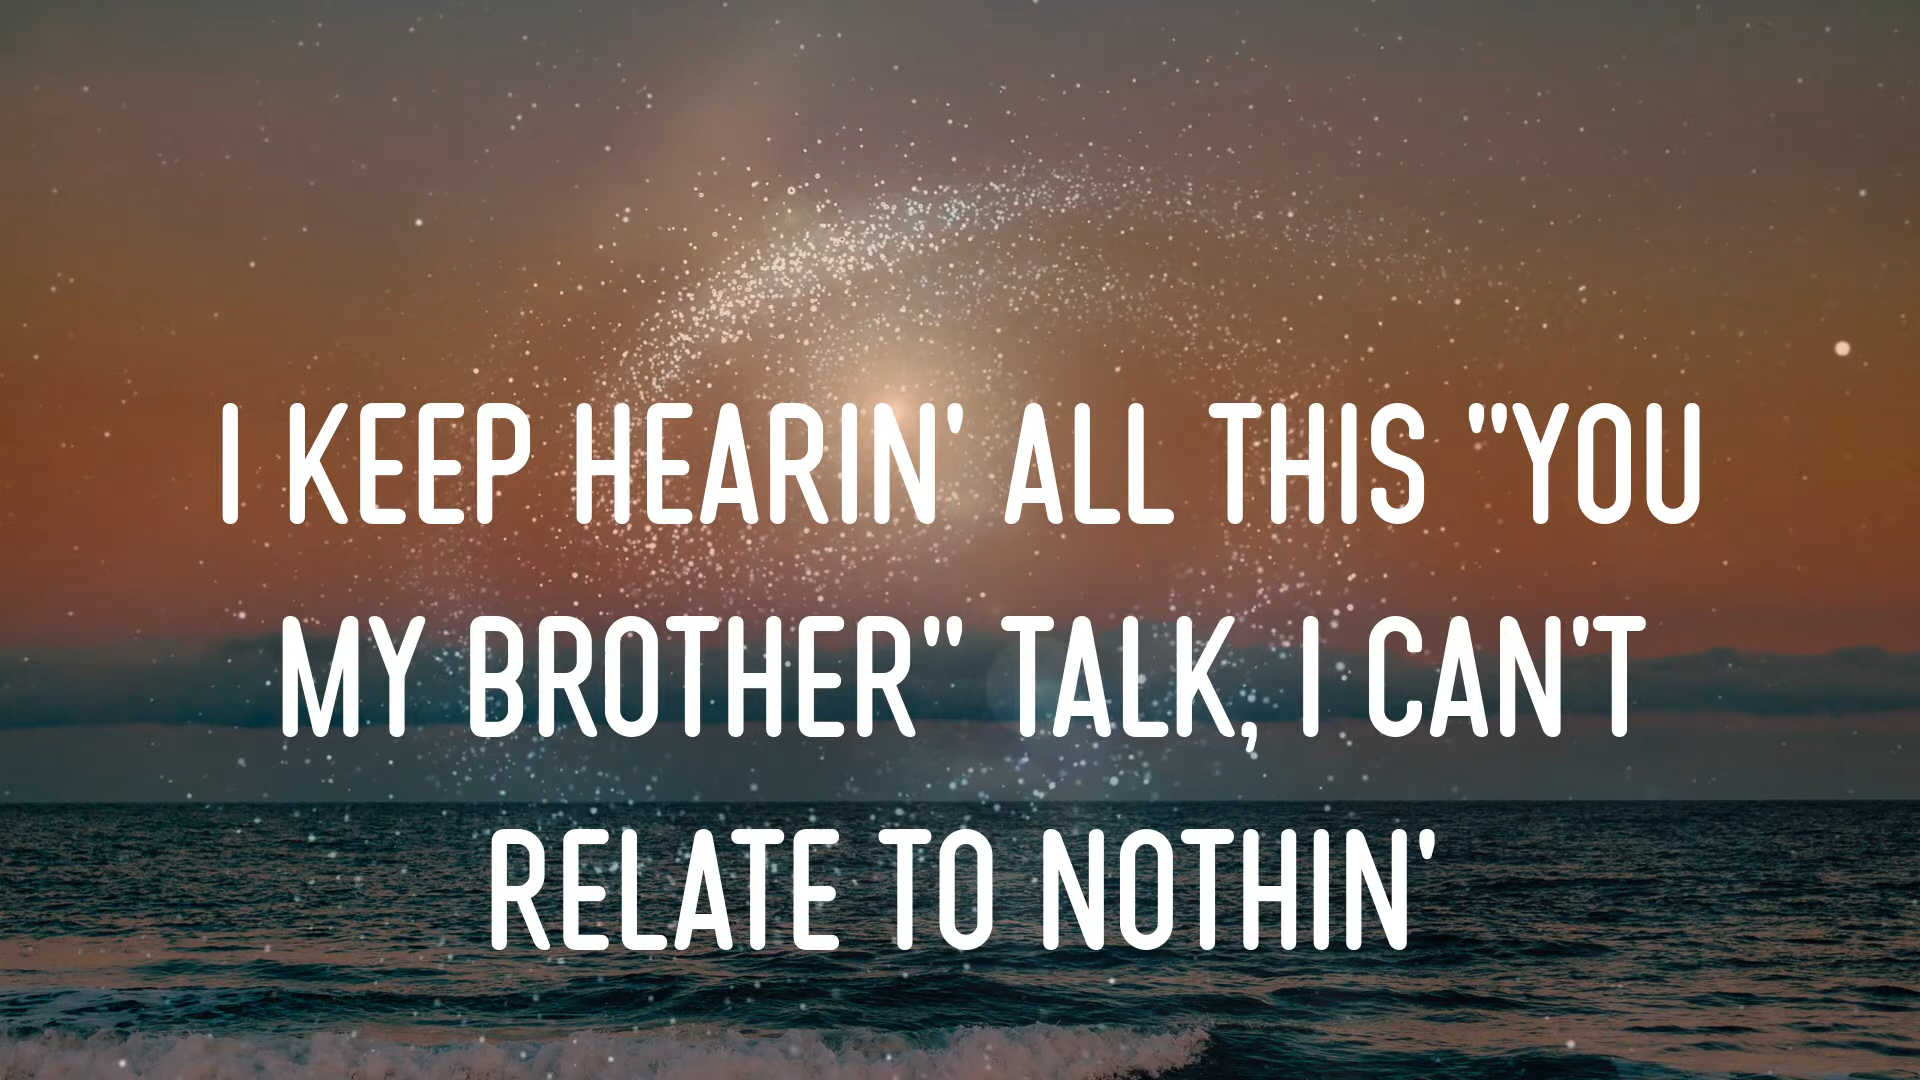 I KEEP HEARIN' ALL THIS "YOU
MY BROTHER" TALK, I CAN'T
RELATE TO NOTHIN'